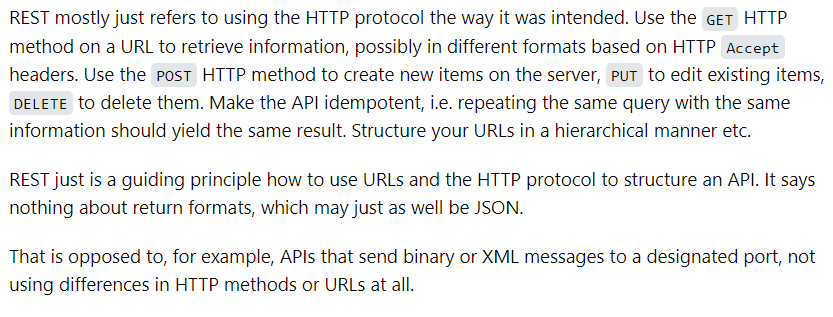 REST mostly just refers to using the HTTP protocol the way it was intended. Use the GET HTTP
method on a URL to retrieve information, possibly in different formats based on HTTP Accept
headers. Use the POST HTTP method to create new items on the server, PUT to edit existing items,
DELETE to delete them. Make the API idempotent, i.e. repeating the same query with the same
information should yield the same result. Structure your URLs in a hierarchical manner etc.
REST just is a guiding principle how to use URLs and the HTTP protocol to structure an API. It says
nothing about return formats, which may just as well be JSON.
That is opposed to, for example, APIs that send binary or XML messages to a designated port, not
using differences in HTTP methods or URLs at all.